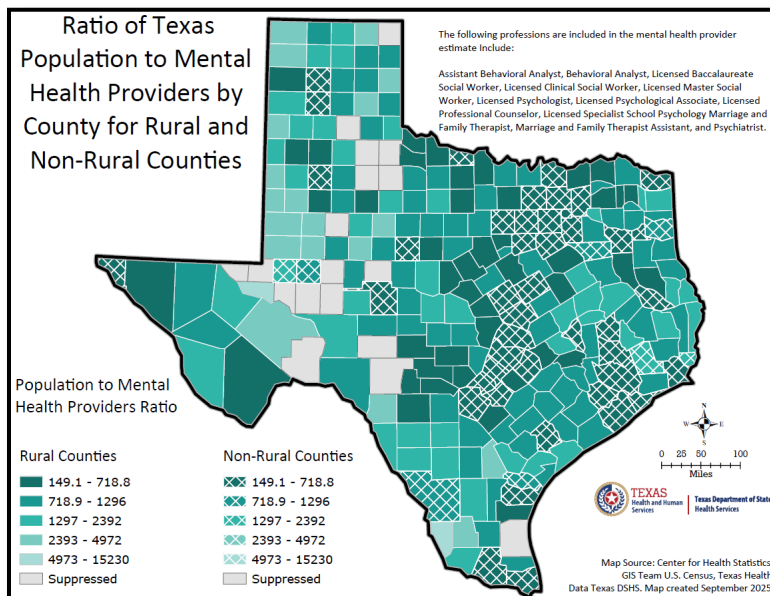 Ratio of Texas
Population to Mental
Health Providers by
County for Rural and
Non-Rural Counties
The following professions are included in the mental health provider
estimate Include:
Assistant Behavioral Analyst, Behavioral Analyst, Licensed Baccalaureate
Social Worker, Licensed Clinical Social Worker, Licensed Master Social
Worker, Licensed Psychologist, Licensed Psychological Associate, Licensed
Professional Counselor, Licensed Specialist School Psychology Marriage and
Family Therapist, Marriage and Family Therapist Assistant, and Psychiatrist.
Population to Mental
Health Providers Ratio
Rural Counties
149.1 - 718.8
718.9 - 1296
1297 - 2392
2393 - 4972
4973 - 15230
Suppressed
Non-Rural Counties
149.1 - 718.8
718.9 - 1296
1297 - 2392
2393 - 4972
4973 - 15230
Suppressed
N
W E
S
0 25 50 100
Miles
TEXAS
Health and Human
Services
Texas Department of State
Health Services
Map Source: Center for Health Statistics
GIS Team U.S. Census, Texas Health
Data Texas DSHS. Map created September 2025